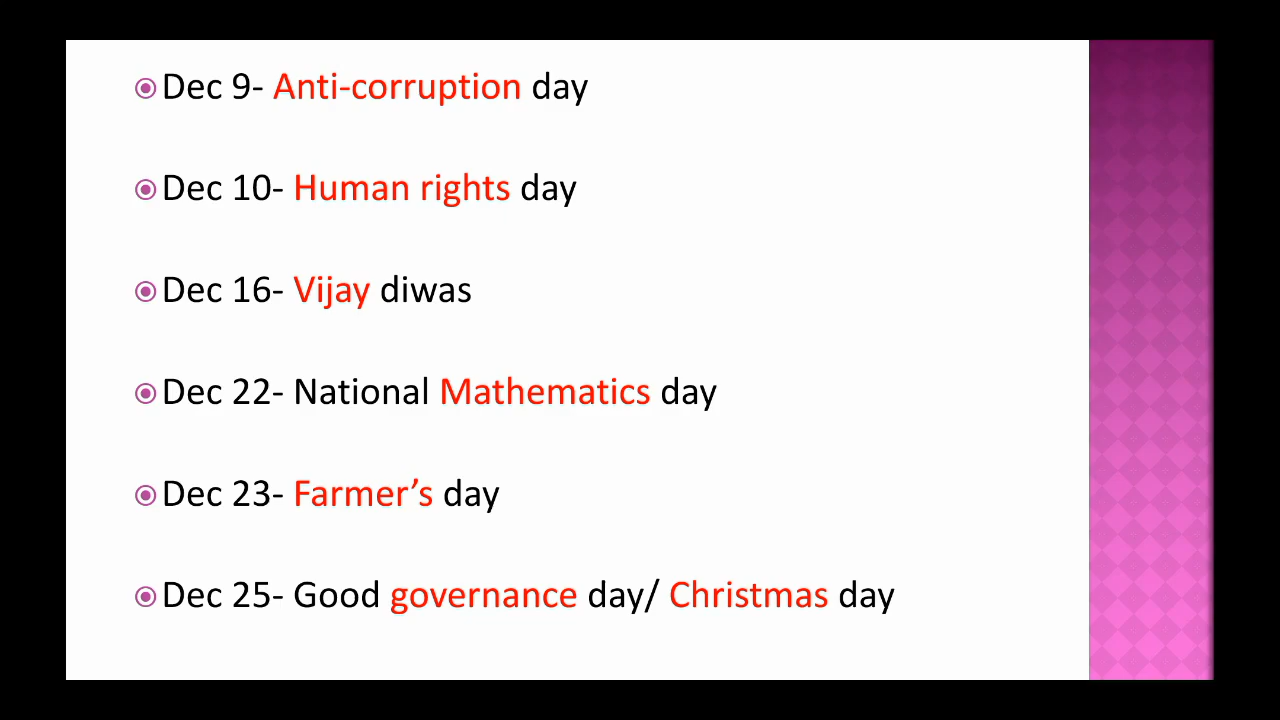 Dec 9- Anti-corruption day
Dec 10- Human rights day
Dec 16- Vijay diwas
Dec 22- National Mathematics day
Dec 23- Farmer’s day
Dec 25- Good governance day/ Christmas day